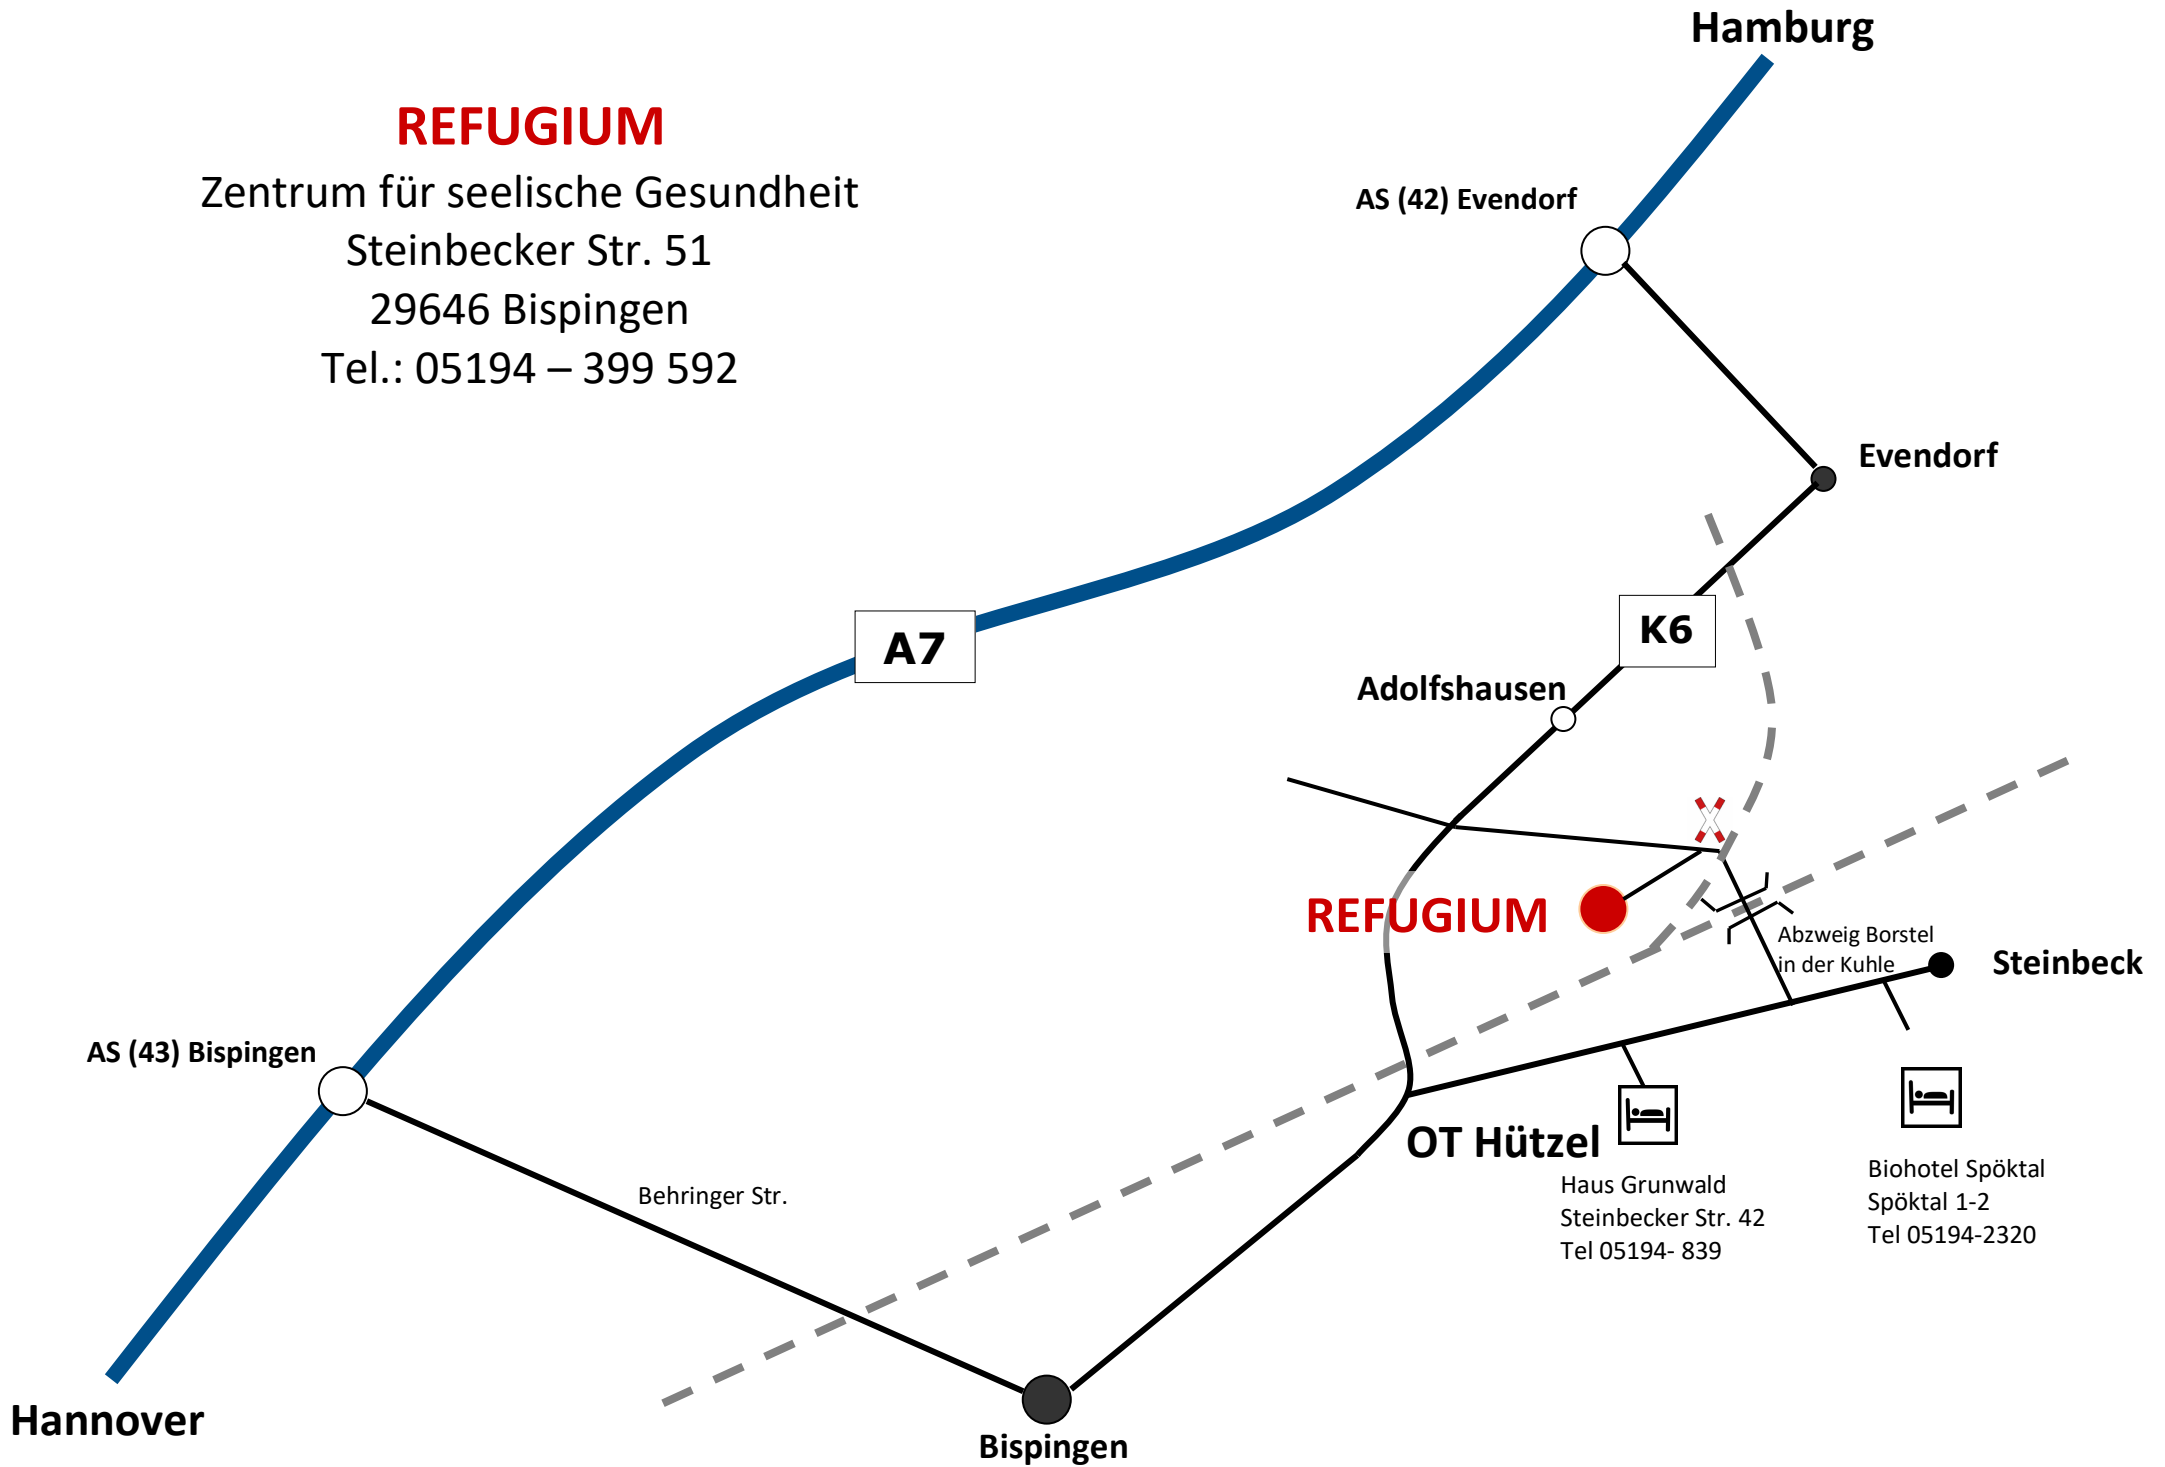 Hamburg
REFUGIUM
Zentrum für seelische Gesundheit
Steinbecker Str. 51
29646 Bispingen
Tel.: 05194 – 399 592
AS (42) Evendorf
Evendorf
A7
K6
Adolfshausen
REFUGIUM
Abzweig Borstel
in der Kuhle
Steinbeck
AS (43) Bispingen
OT Hützel
Haus Grunwald
Steinbecker Str. 42
Tel 05194- 839
Biohotel Spöktal
Spöktal 1-2
Tel 05194-2320
Behringer Str.
Hannover
Bispingen